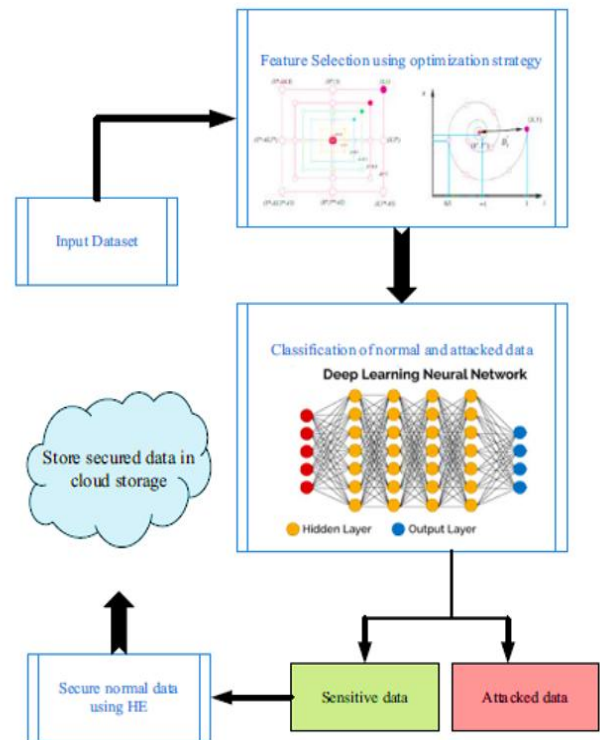 Feature Selection using optimization strategy
Input Dataset
Classification of normal and attacked data
Deep Learning Neural Network
Hidden Layer
Output Layer
Store secured data in
cloud storage
Sensitive data
Attacked data
Secure normal data
using HE